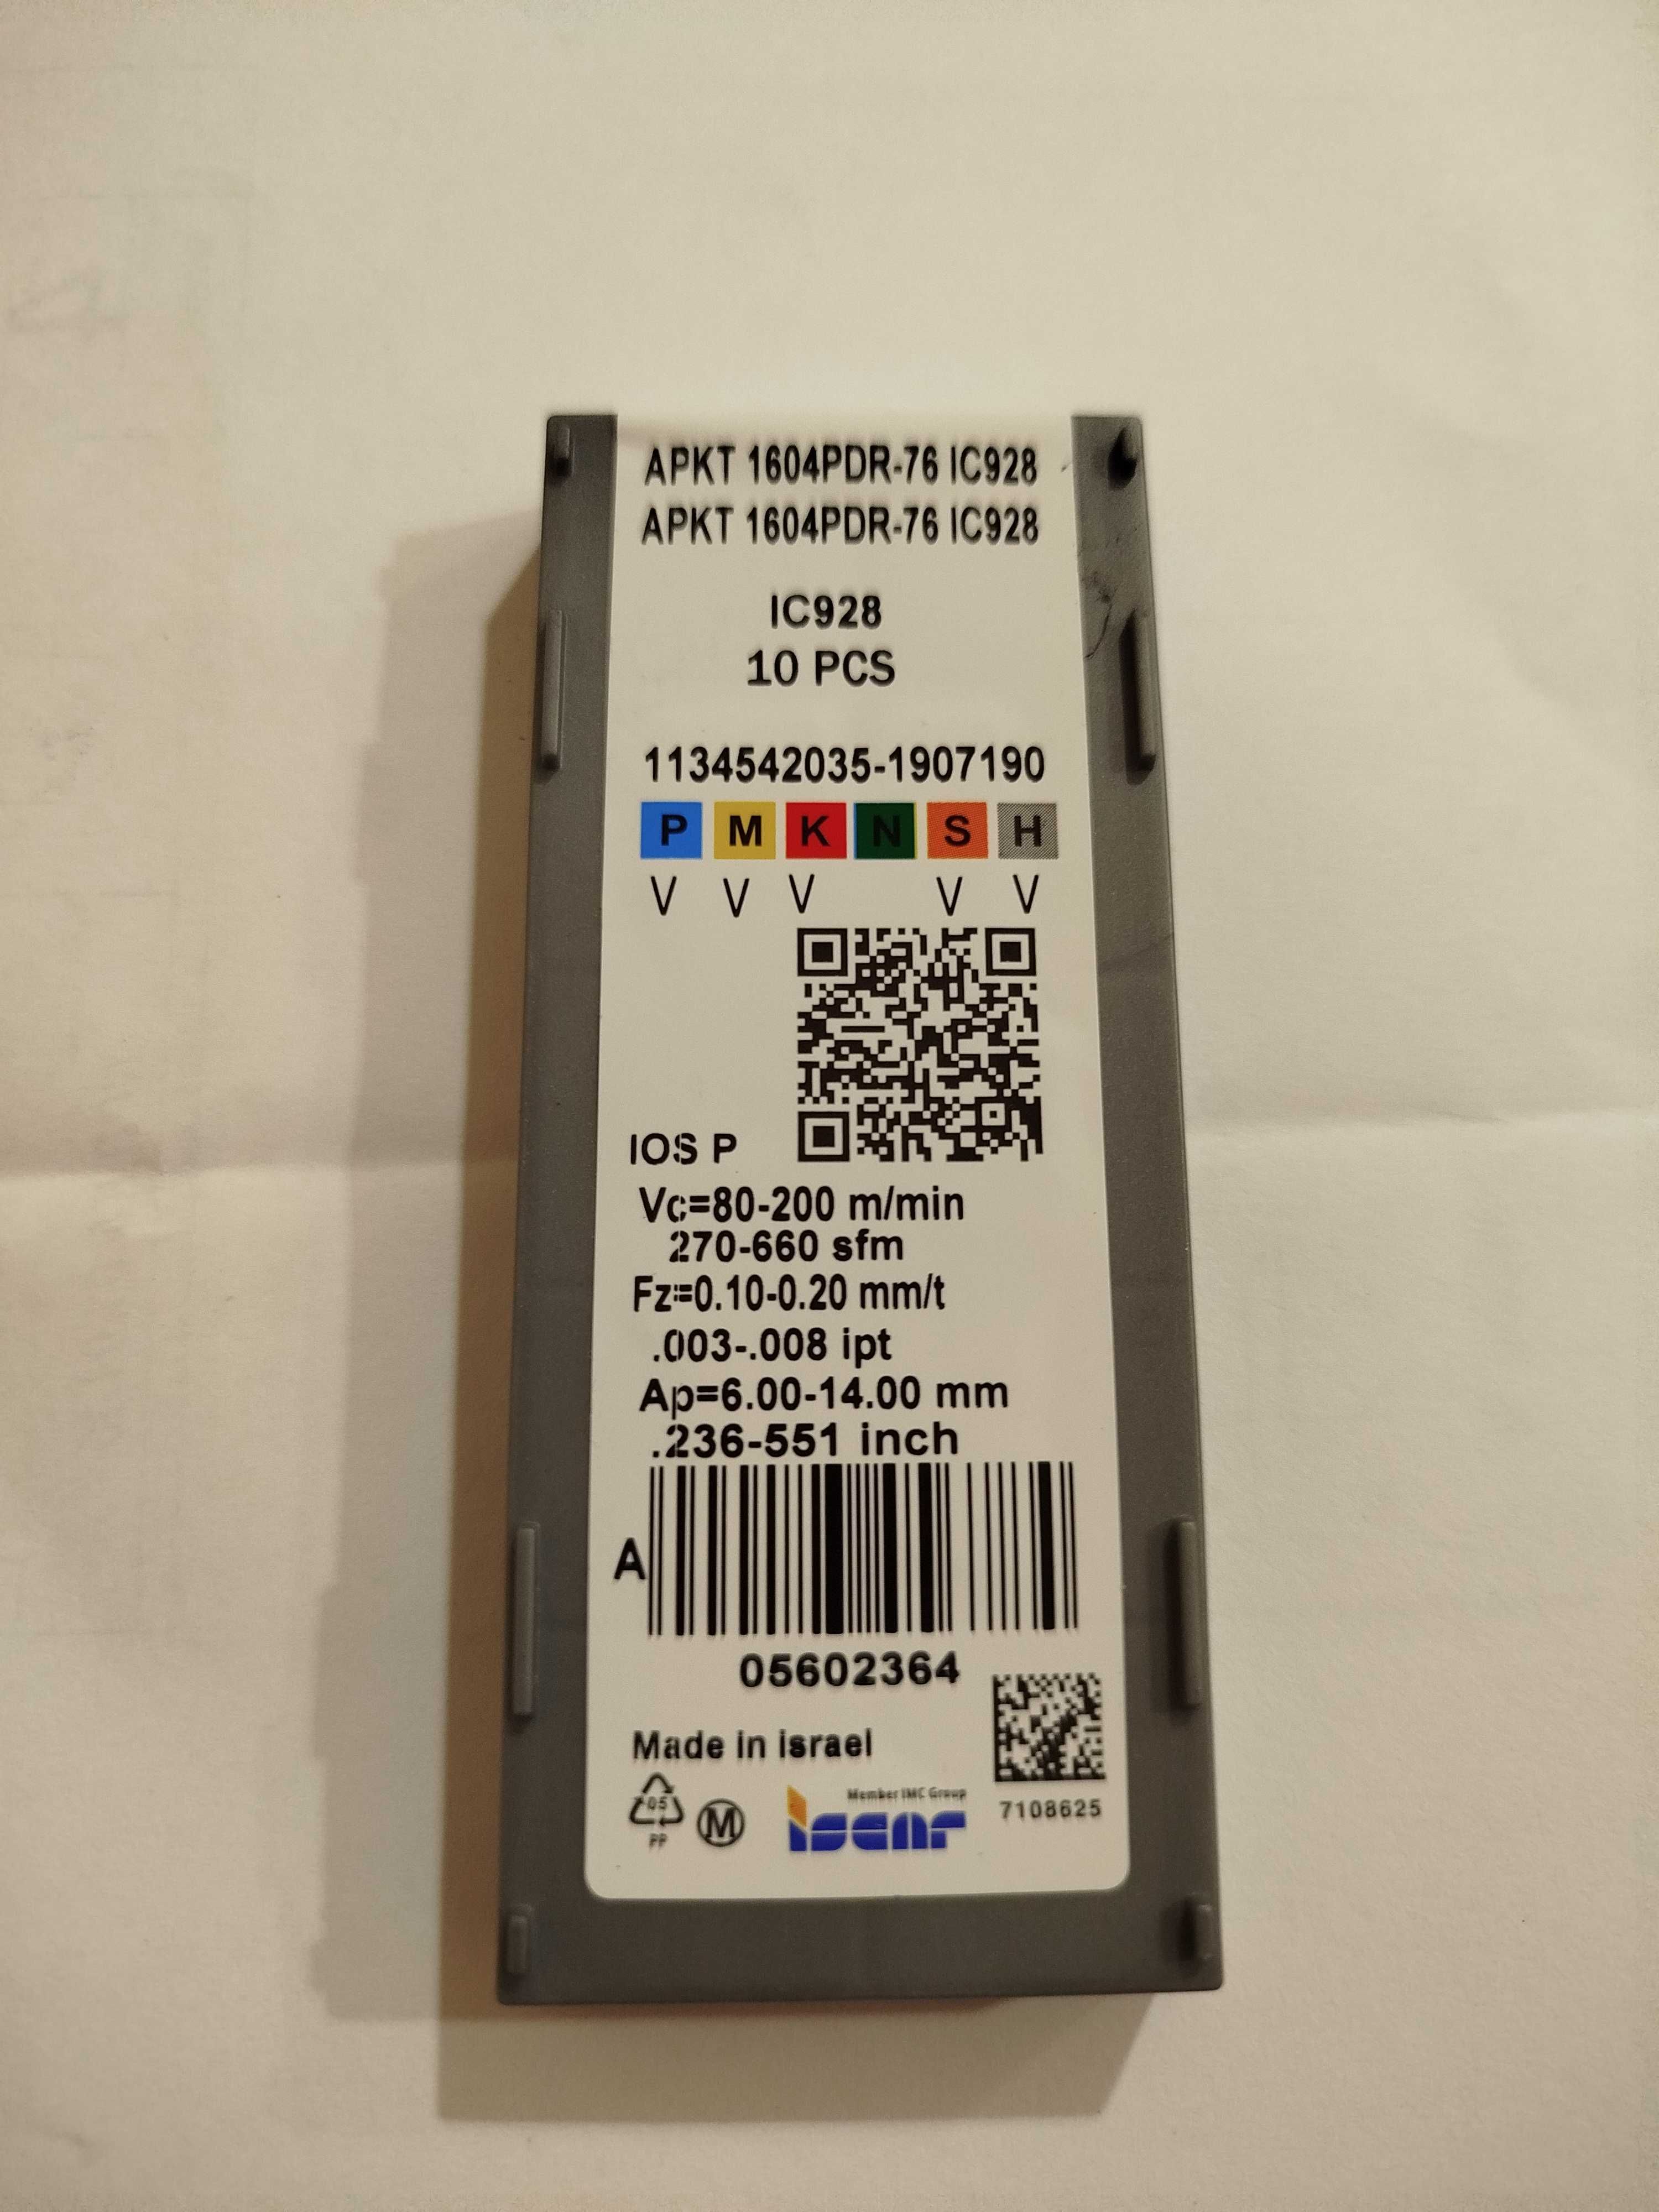 APKT 1604PDR-76 IC928
APKT 1604PDR-76 IC928
IC928
10 PCS
1134542035-1907190
P M K N S H
V V V V V
IOS P
Vc=80-200 m/min
270-660 sfm
Fz=0.10-0.20 mm/t
.003-.008 ipt
Ap=6.00-14.00 mm
.236-551 inch
A
05602364
Made in israel
05
PP
M
Member IMC Group
iscar
7108625